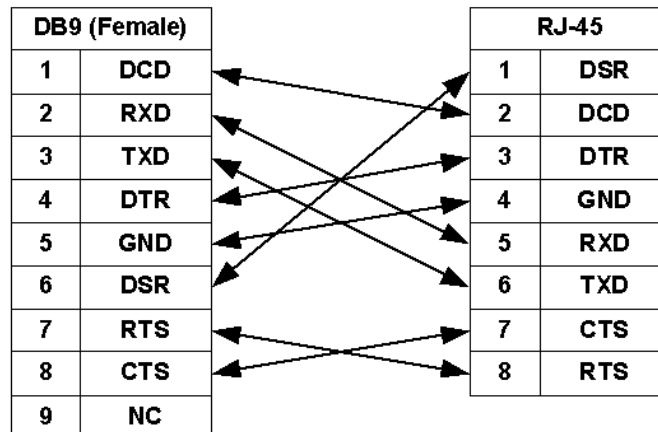 DB9 (Female)
1 DCD
2 RXD
3 TXD
4 DTR
5 GND
6 DSR
7 RTS
8 CTS
9 NC
RJ-45
1 DSR
2 DCD
3 DTR
4 GND
5 RXD
6 TXD
7 CTS
8 RTS